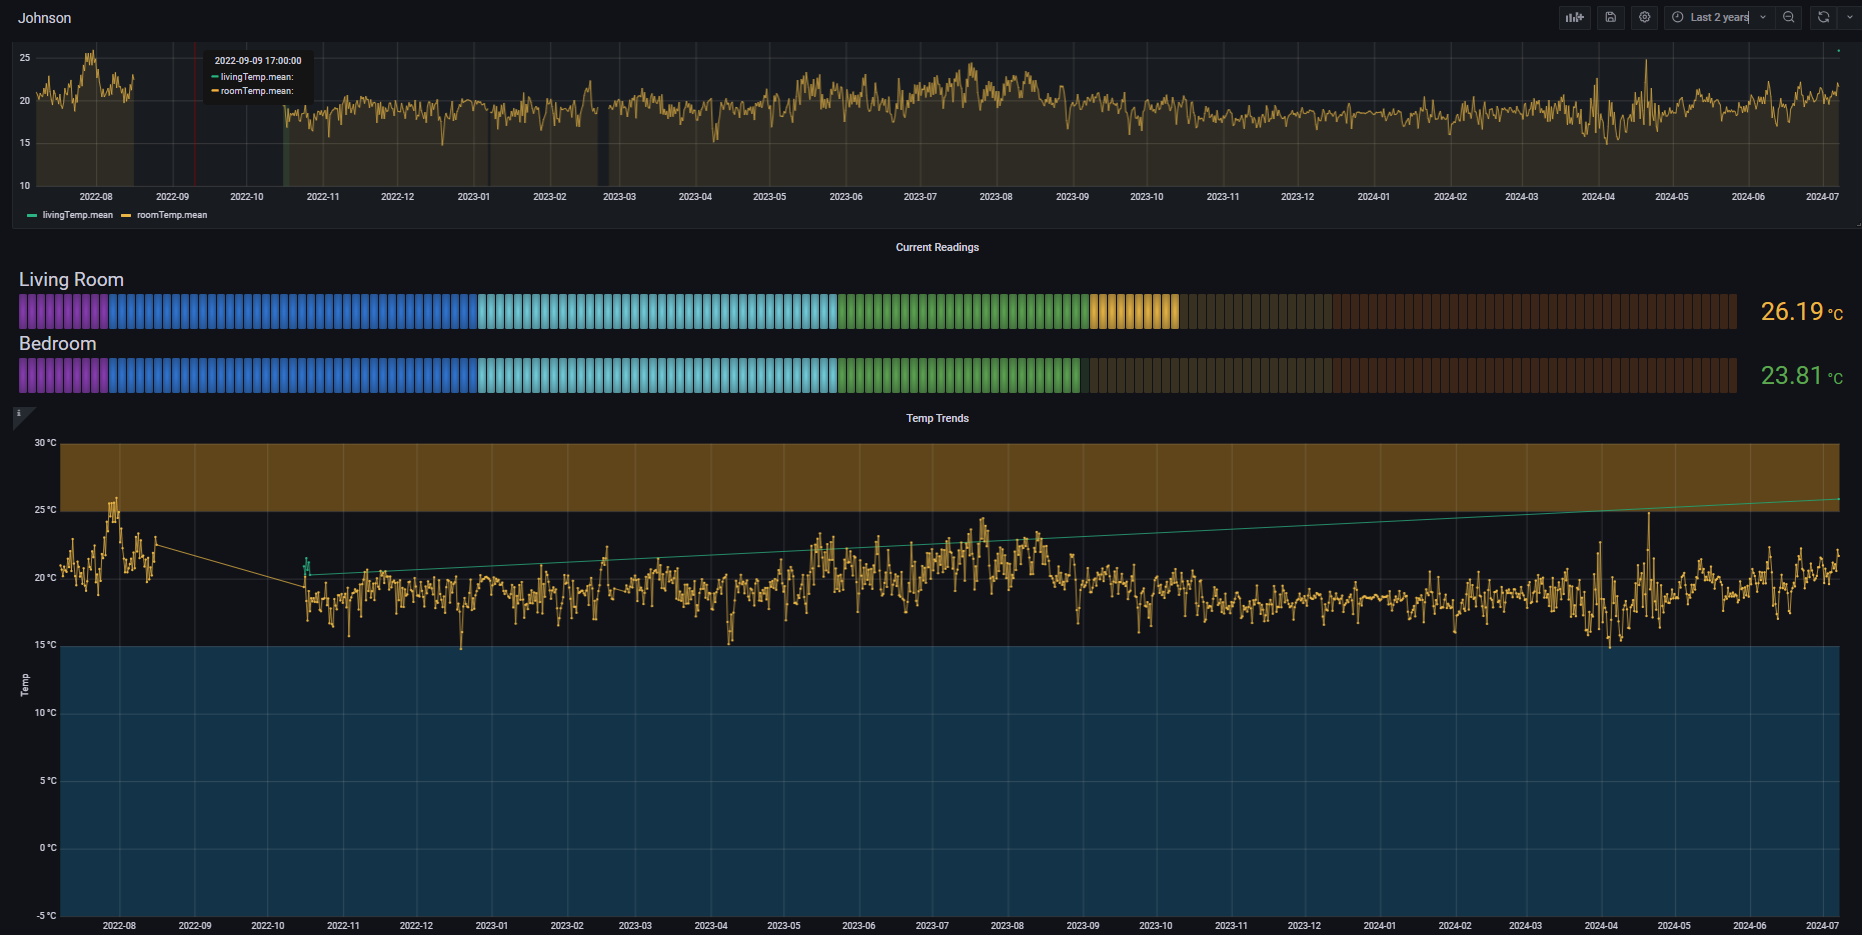 Johnson
Last 2 years
25
20
15
10
2022-09-09 17:00:00
livingTemp.mean:
roomTemp.mean:
2022-08 2022-09 2022-10 2022-11 2022-12 2023-01 2023-02 2023-03 2023-04 2023-05 2023-06 2023-07 2023-08 2023-09 2023-10 2023-11 2023-12 2024-01 2024-02 2024-03 2024-04 2024-05 2024-06 2024-07
livingTemp.mean roomTemp.mean
Current Readings
Living Room
26.19 °C
Bedroom
23.81 °C
i
Temp Trends
30 °C
25 °C
20 °C
15 °C
10 °C
5 °C
0 °C
-5 °C
Temp
2022-08 2022-09 2022-10 2022-11 2022-12 2023-01 2023-02 2023-03 2023-04 2023-05 2023-06 2023-07 2023-08 2023-09 2023-10 2023-11 2023-12 2024-01 2024-02 2024-03 2024-04 2024-05 2024-06 2024-07